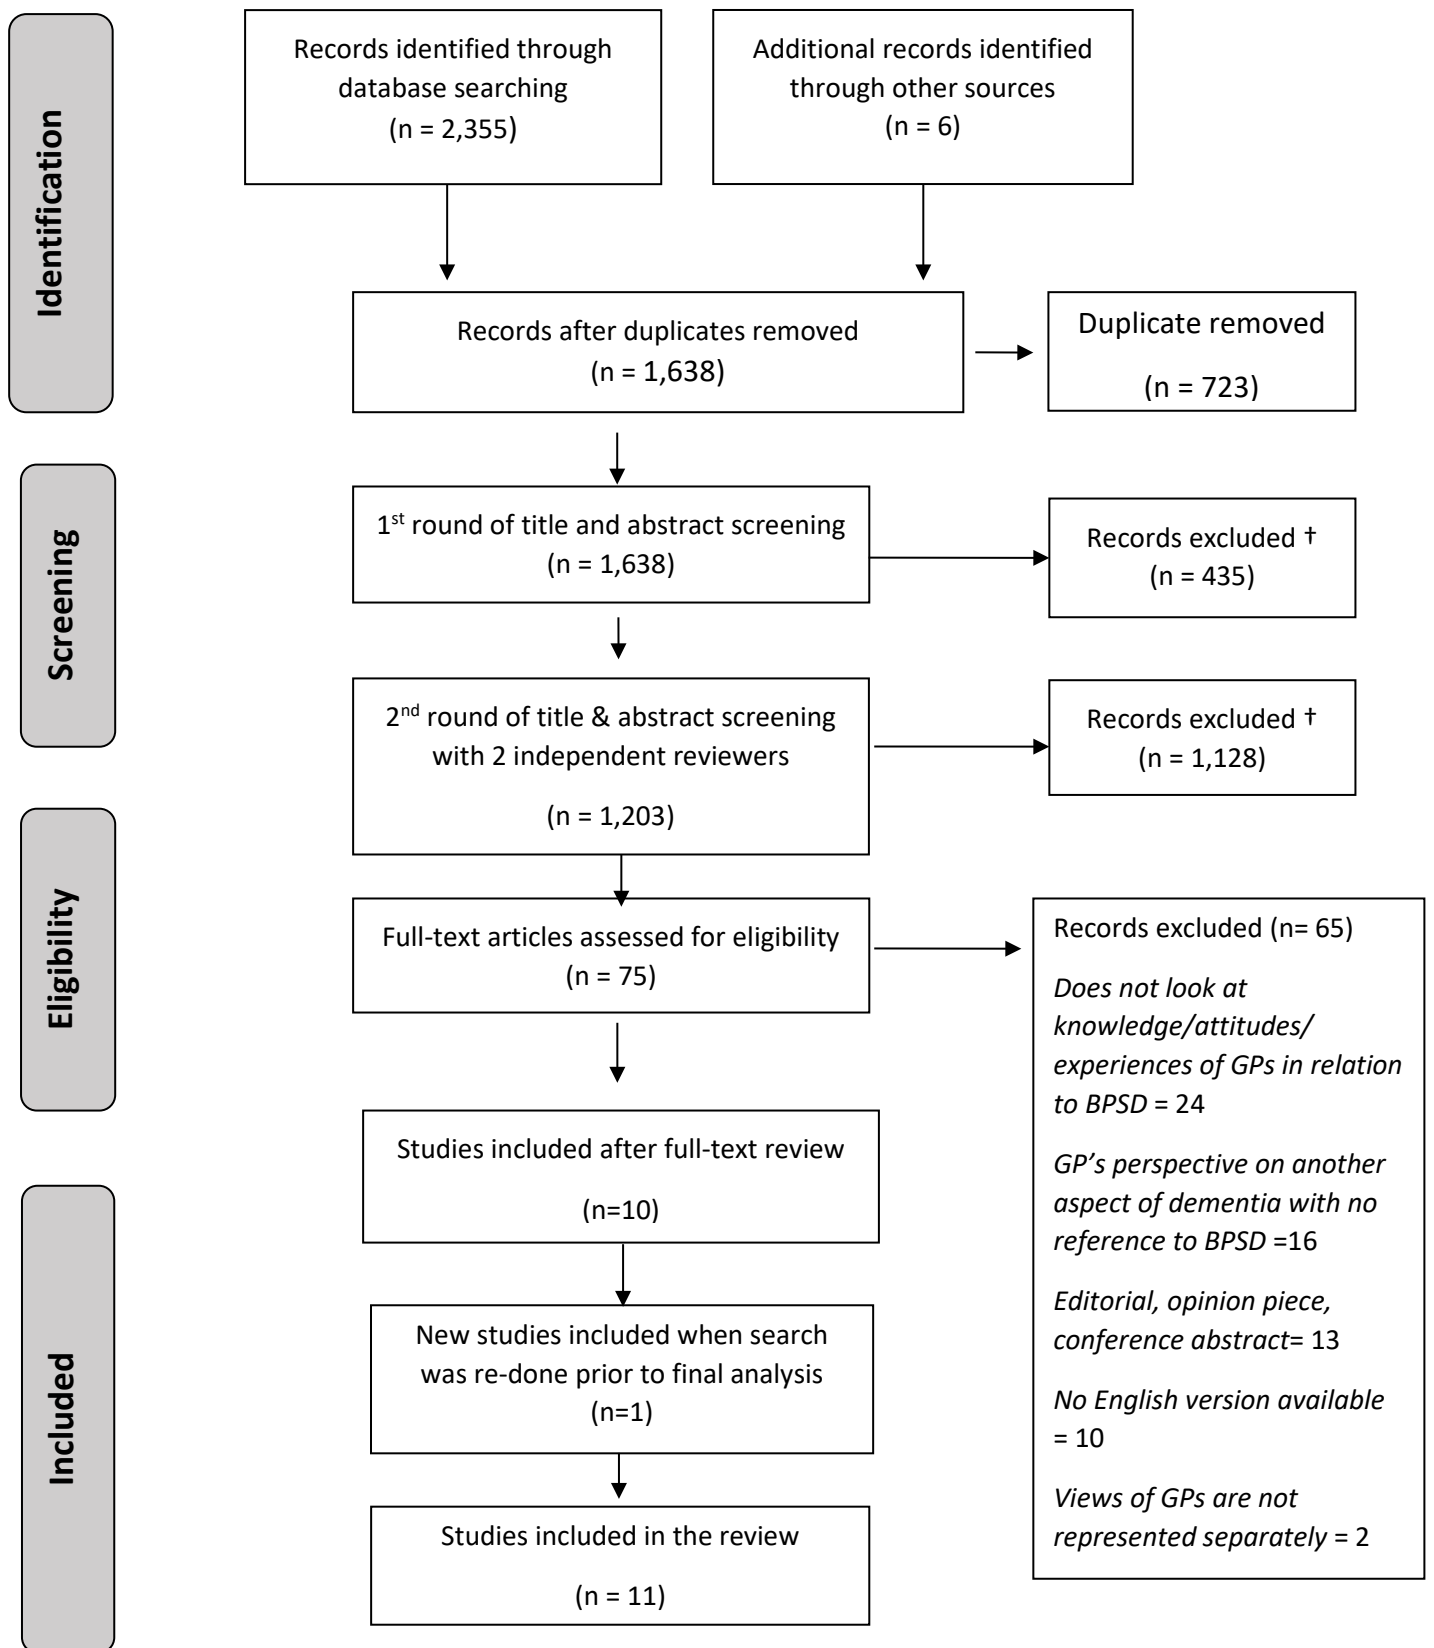 Identification
Records identified through
database searching
(n = 2,355)
Additional records identified
through other sources
(n = 6)
Records after duplicates removed
(n = 1,638)
Duplicate removed
(n = 723)
Screening
1st round of title and abstract screening
(n = 1,638)
Records excluded †
(n = 435)
2nd round of title & abstract screening
with 2 independent reviewers
(n = 1,203)
Records excluded †
(n = 1,128)
Eligibility
Full-text articles assessed for eligibility
(n = 75)
Records excluded (n= 65)
Does not look at
knowledge/attitudes/
experiences of GPs in relation
to BPSD = 24
GP’s perspective on another
aspect of dementia with no
reference to BPSD =16
Editorial, opinion piece,
conference abstract= 13
No English version available
= 10
Views of GPs are not
represented separately = 2
Studies included after full-text review
(n=10)
Included
New studies included when search
was re-done prior to final analysis
(n=1)
Studies included in the review
(n = 11)